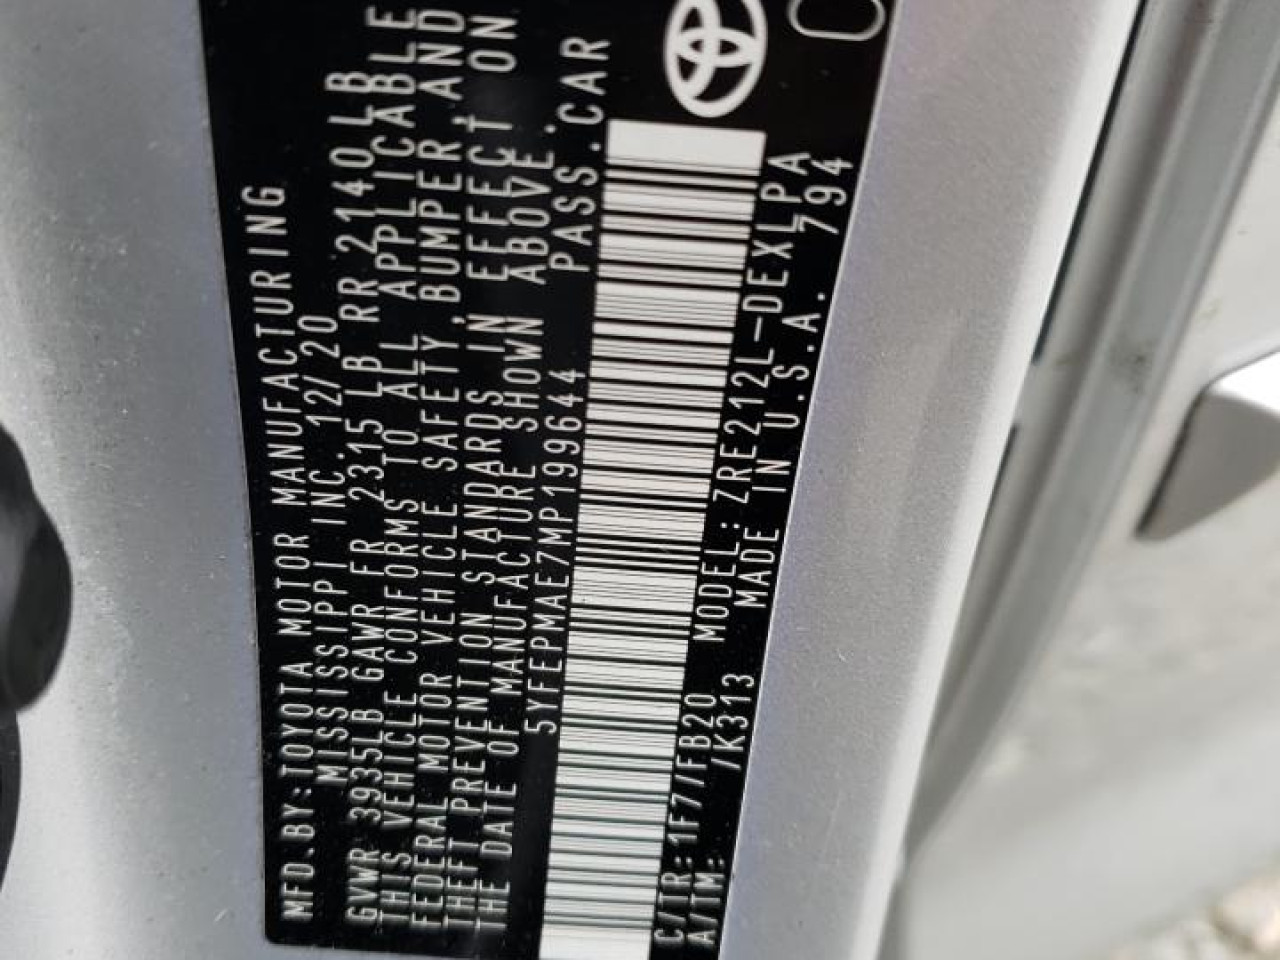 MFD.BY:TOYOTA MOTOR MANUFACTURING
MISSISSIPPI INC. 12/20
GVWR 3935LB GAWR FR 2315LB RR 2140LB
THIS VEHICLE CONFORMS TO ALL APPLICABLE
FEDERAL MOTOR VEHICLE SAFETY,BUMPER,AND
THEFT PREVENTION STANDARDS IN EFFECT ON
THE DATE OF MANUFACTURE SHOWN ABOVE.
5YFEPMAE7MP199644 PASS.CAR
C/TR:1F7/FB20 MODEL:ZRE212L-DEXLPA
A/TM: /K313 MADE IN U.S.A. 794